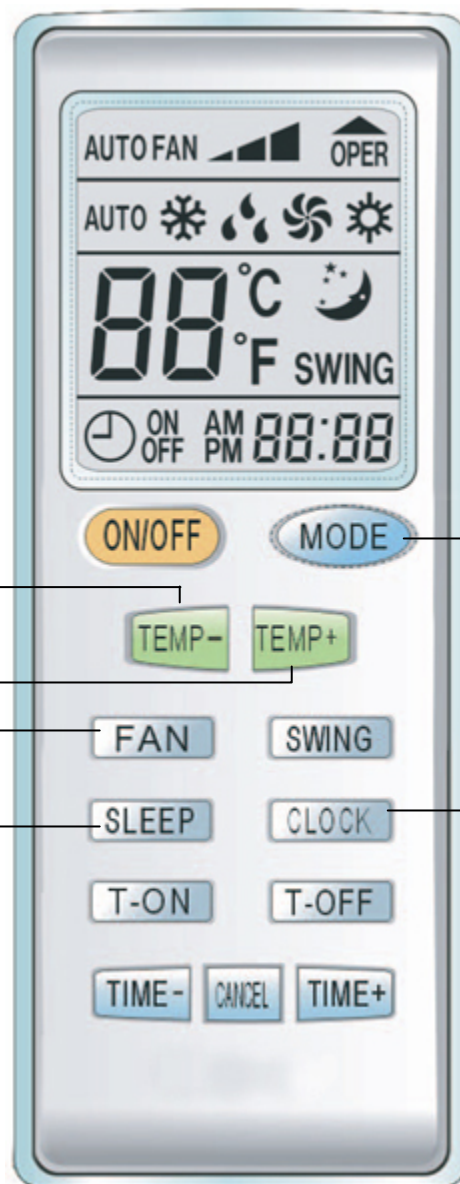 AUTO FAN OPER
AUTO
88°C
°F SWING
ON AM
OFF PM 88:88
ON/OFF MODE
TEMP- TEMP+
FAN SWING
SLEEP CLOCK
T-ON T-OFF
TIME- CANCEL TIME+